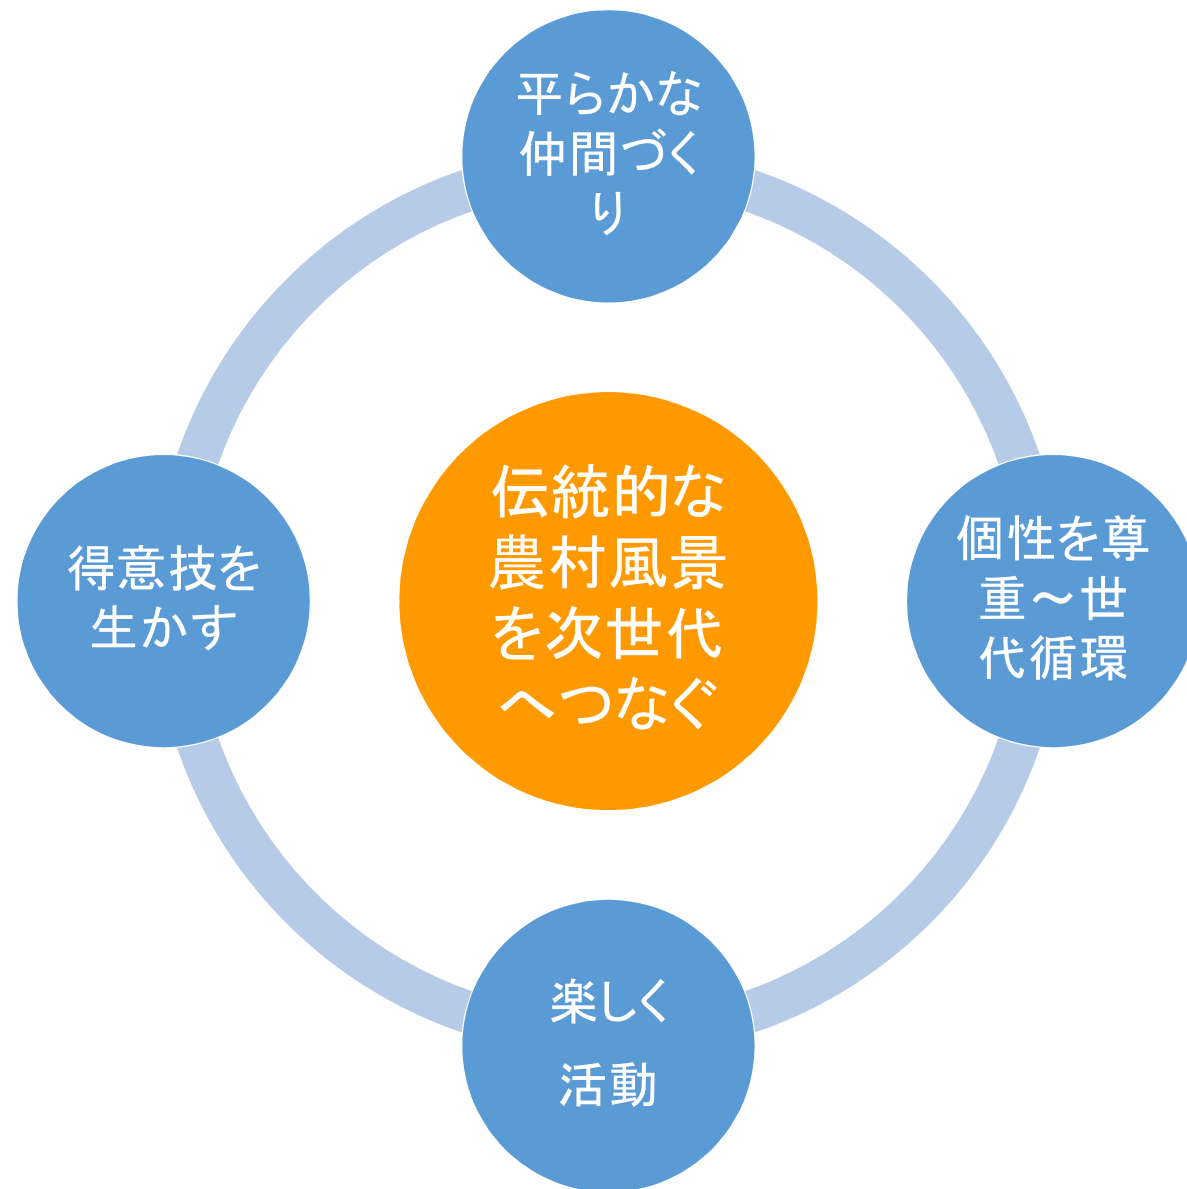 平らかな
仲間づく
り
伝統的な
農村風景
を次世代
へつなぐ
個性を尊
重～世
代循環
得意技を
生かす
楽しく
活動